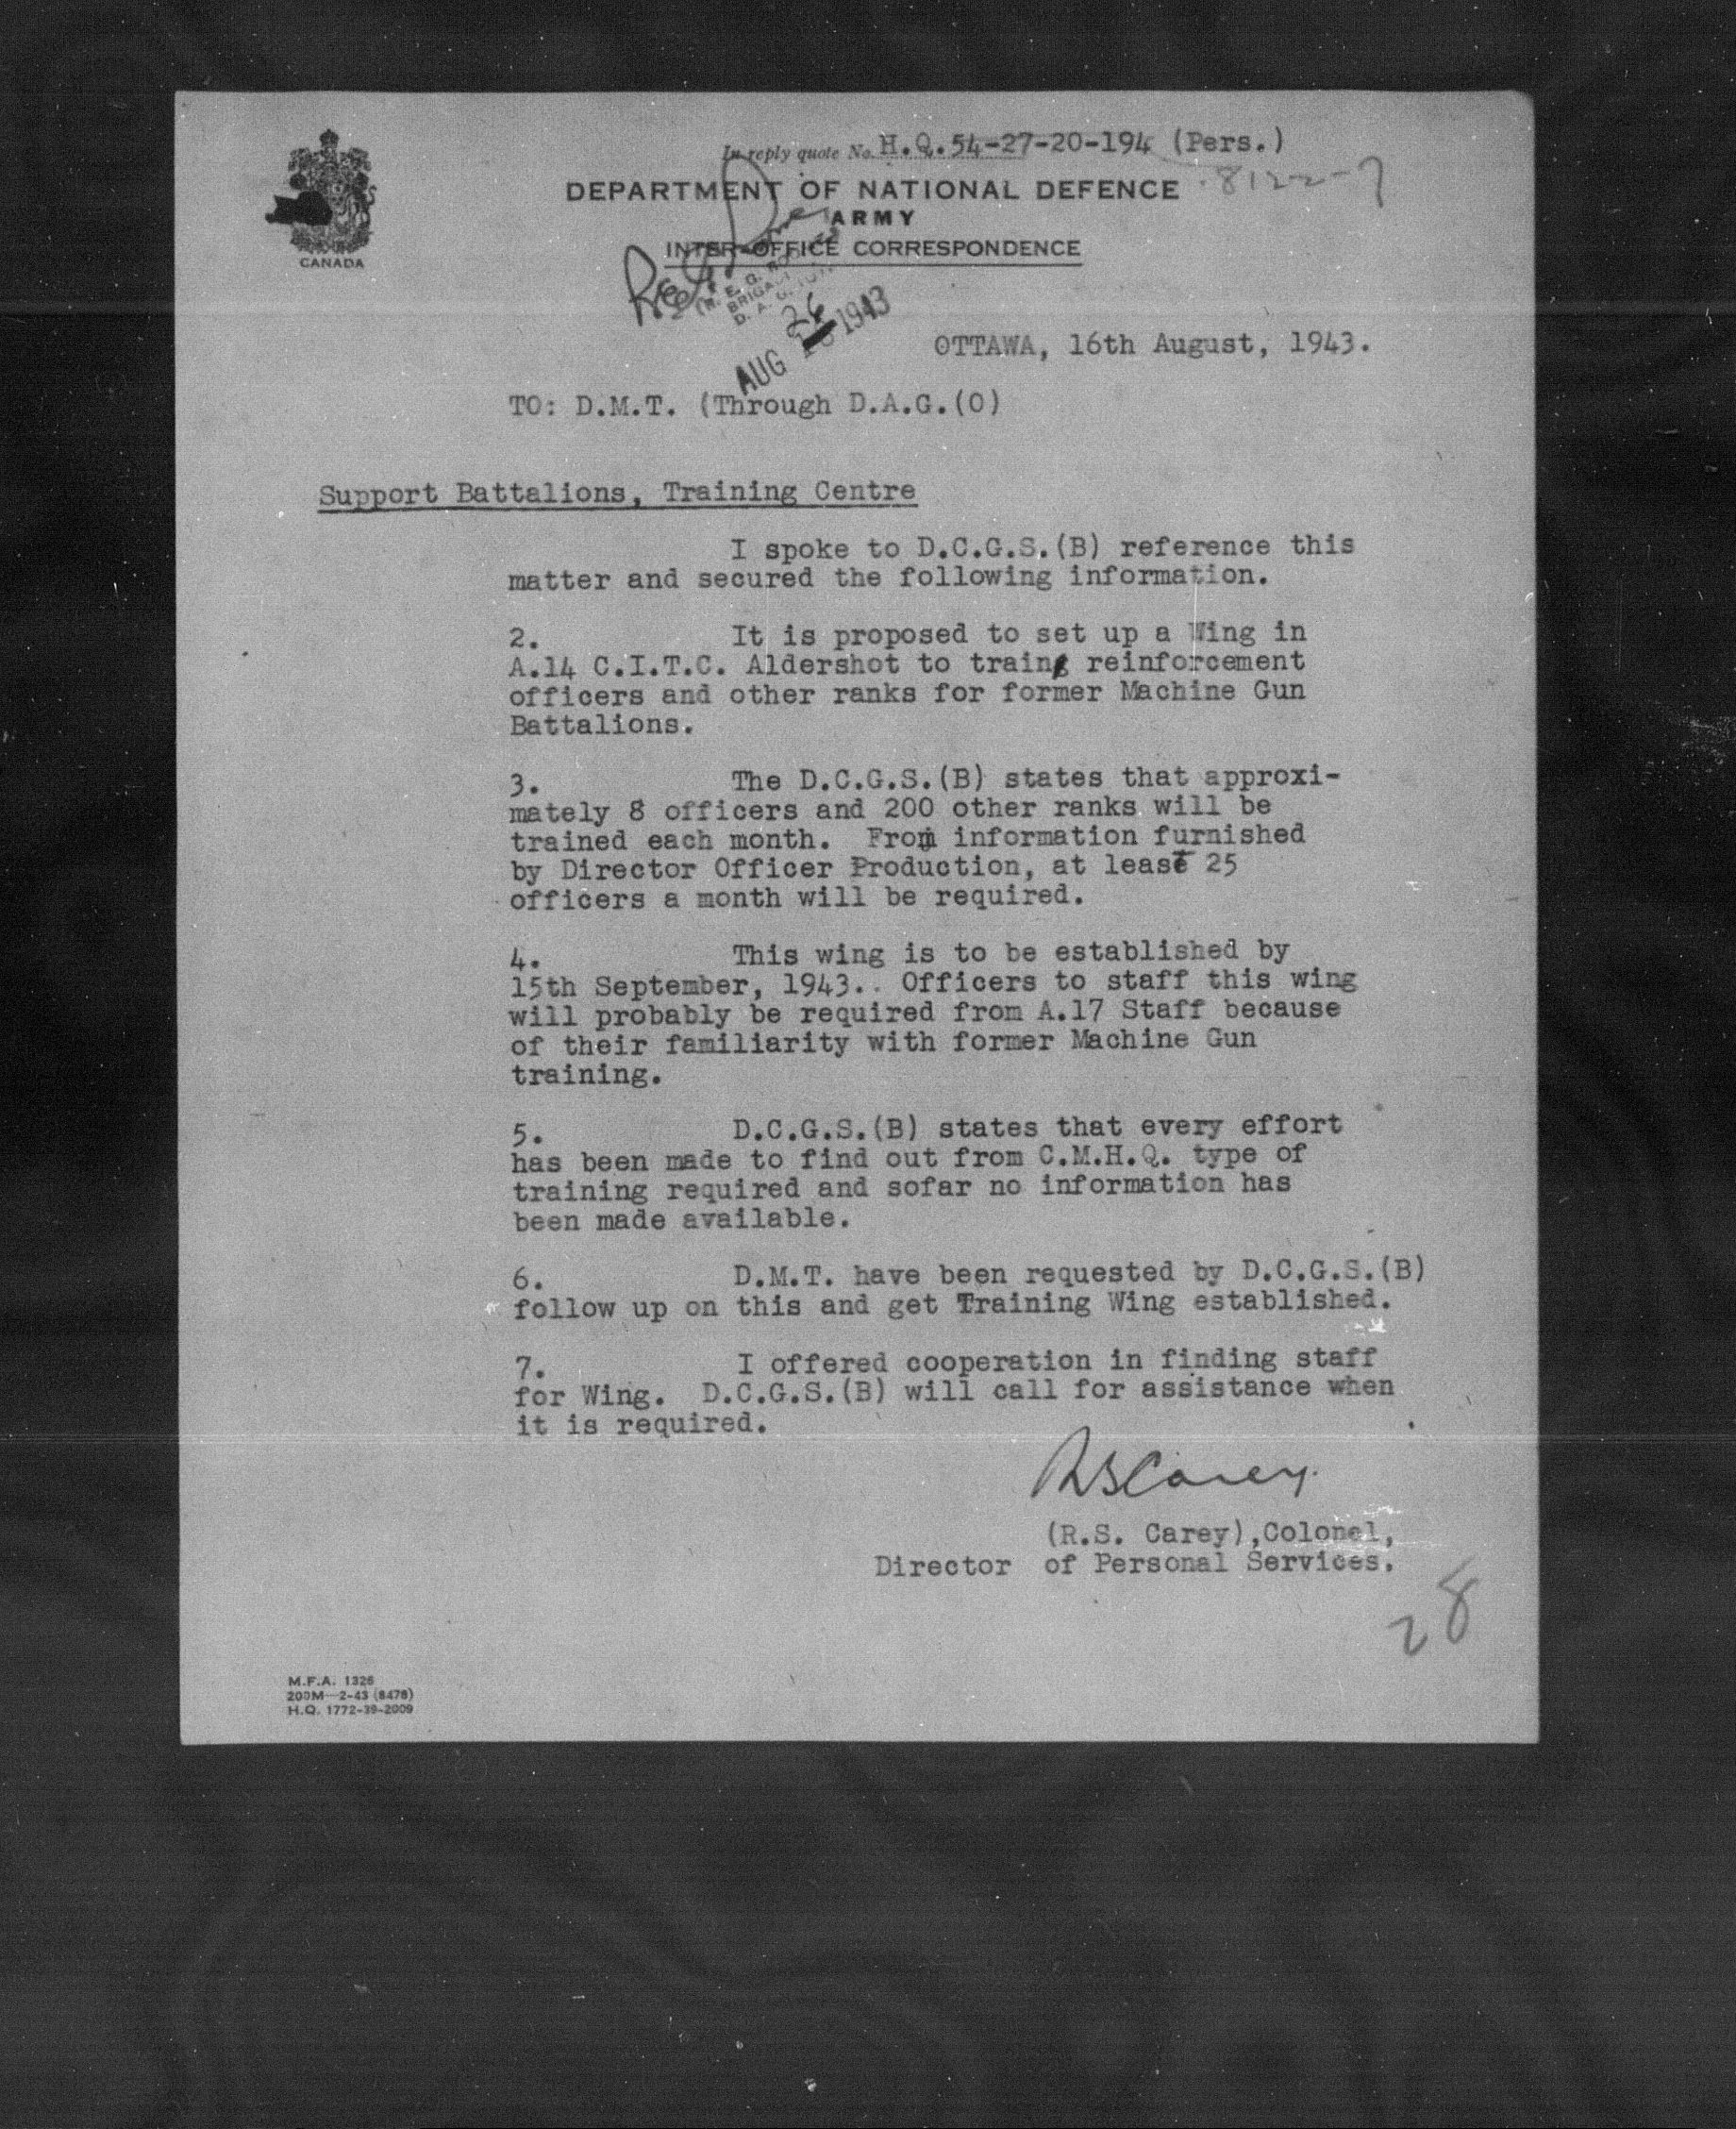 In reply quote No. H.Q. 54-27-20-194 (Pers.)
8122-7
DEPARTMENT OF NATIONAL DEFENCE
ARMY
INTER-OFFICE CORRESPONDENCE
CANADA
BRIGA
D. A. G.
26
AUG 1943
OTTAWA, 16th August, 1943.
TO: D.M.T. (Through D.A.G.(O)
Support Battalions, Training Centre
I spoke to D.C.G.S.(B) reference this
matter and secured the following information.
2. It is proposed to set up a Wing in
A.14 C.I.T.C. Aldershot to train reinforcement
officers and other ranks for former Machine Gun
Battalions.
3. The D.C.G.S.(B) states that approxi-
mately 8 officers and 200 other ranks will be
trained each month. From information furnished
by Director Officer Production, at least 25
officers a month will be required.
4. This wing is to be established by
15th September, 1943.. Officers to staff this wing
will probably be required from A.17 Staff because
of their familiarity with former Machine Gun
training.
5. D.C.G.S.(B) states that every effort
has been made to find out from C.M.H.Q. type of
training required and sofar no information has
been made available.
6. D.M.T. have been requested by D.C.G.S.(B)
follow up on this and get Training Wing established.
7. I offered cooperation in finding staff
for Wing. D.C.G.S.(B) will call for assistance when
it is required.
RSCarey.
(R.S. Carey),Colonel,
Director of Personal Services.
28
M.F.A. 1326
200M—2-43 (8476)
H.Q. 1772-39-2009